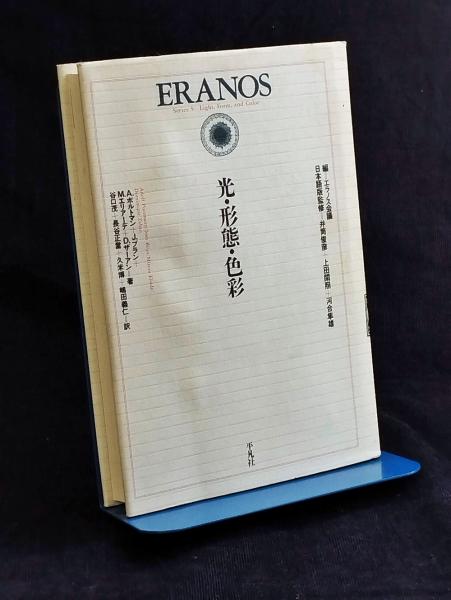 ERANOS
Series 5 Light, Form, and Color
光・形態・色彩
編―エラノス会議
日本語版監修―井筒俊彦+上田閑照+河合隼雄
A.ポルトマン+J.ブラン+
M.エリアーデ+D.ザーアン―著
谷口茂+長谷正當+久米博+嶋田義仁―訳
平凡社